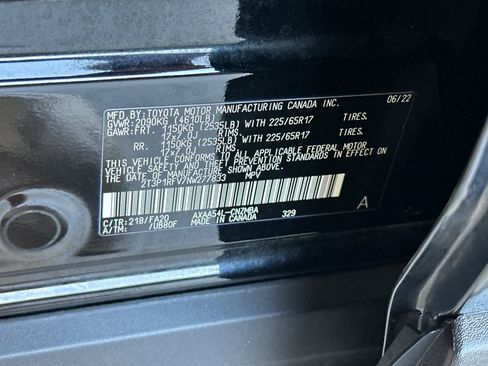 MFD.BY:TOYOTA MOTOR MANUFACTURING CANADA INC. 06/22
GVWR:2090KG (4610LB)
GAWR:FRT. 1150KG (2535LB) WITH 225/65R17 TIRES.
17x7.0J RIMS
RR. 1150KG (2535LB) WITH 225/65R17 TIRES.
17x7.0J RIMS
THIS VEHICLE CONFORMS TO ALL APPLICABLE FEDERAL MOTOR
VEHICLE SAFETY AND THEFT PREVENTION STANDARDS IN EFFECT ON
THE DATE OF MANUFACTURE SHOWN ABOVE.
2T3P1RFV7NW277833 MPV
C/TR:218/FA20
AXAA54L- 329 A
A/TM: /UB80F MADE IN CANADA